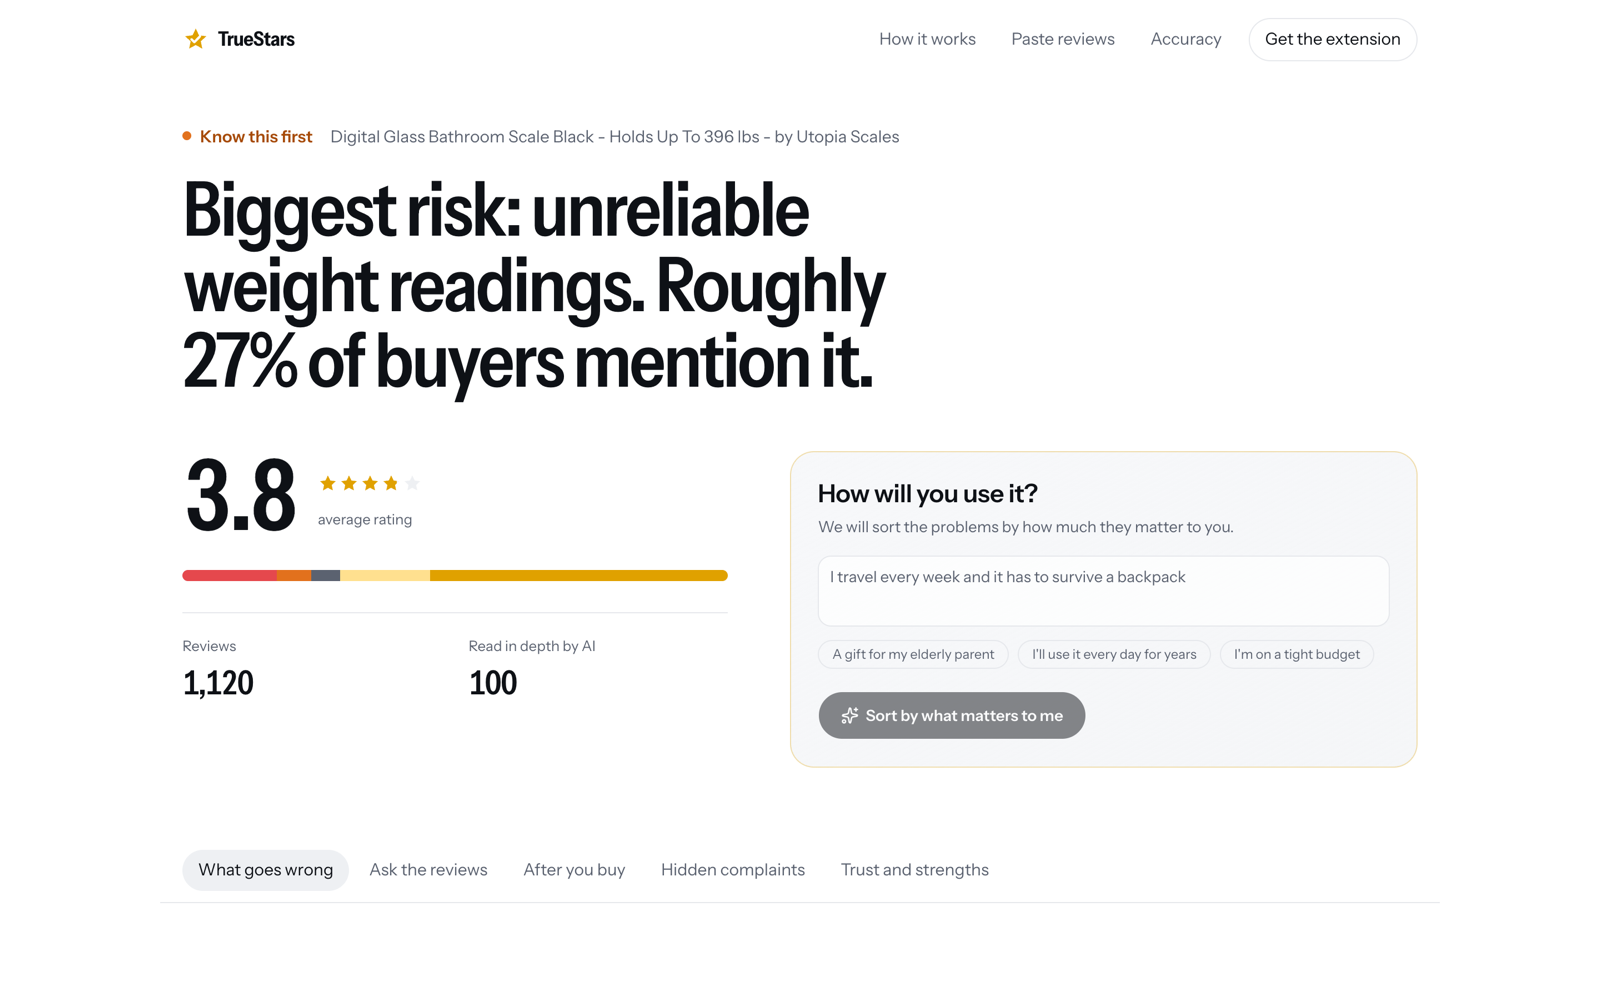 TrueStars
How it works
Paste reviews
Accuracy
Get the extension
Know this first
Digital Glass Bathroom Scale Black - Holds Up To 396 lbs - by Utopia Scales
Biggest risk: unreliable
weight readings. Roughly
27% of buyers mention it.
3.8
average rating
Reviews
1,120
Read in depth by AI
100
How will you use it?
We will sort the problems by how much they matter to you.
I travel every week and it has to survive a backpack
A gift for my elderly parent
I'll use it every day for years
I'm on a tight budget
Sort by what matters to me
What goes wrong
Ask the reviews
After you buy
Hidden complaints
Trust and strengths